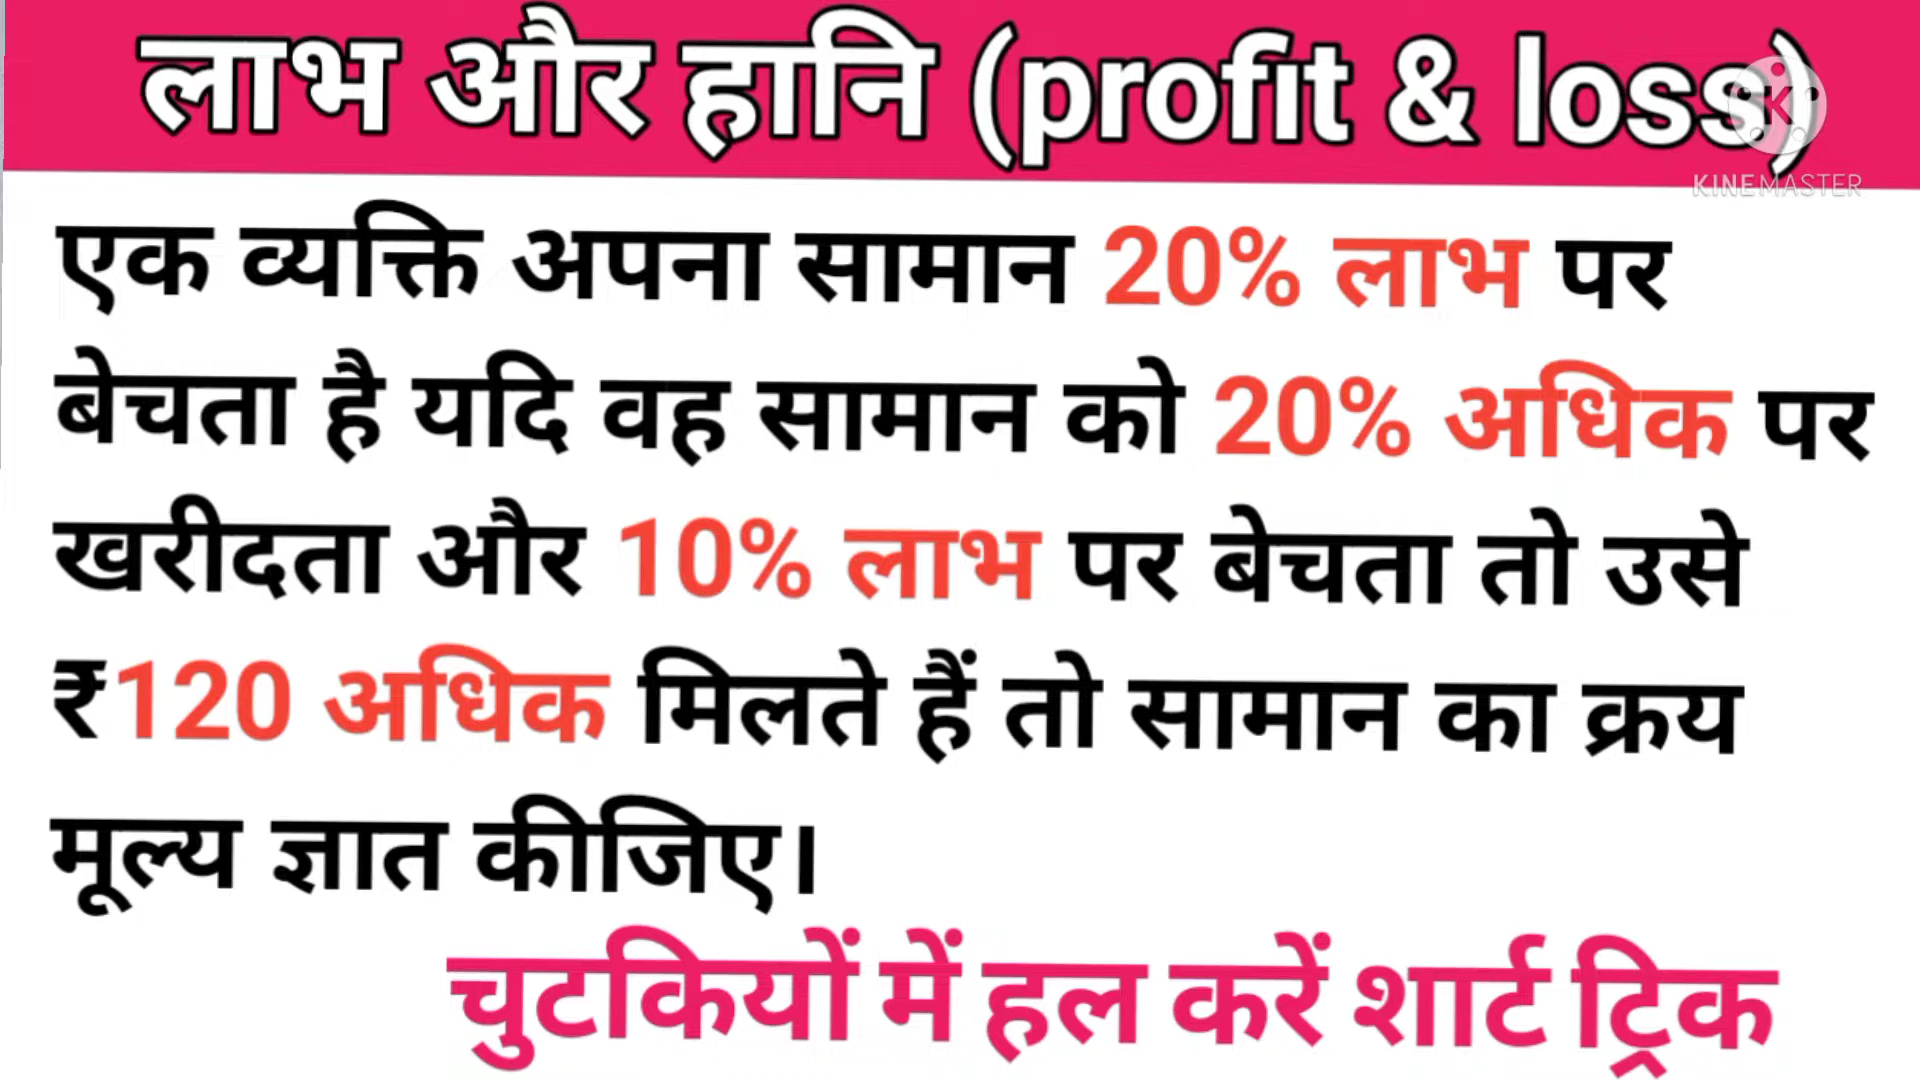 लाभ और हानि (profit & loss)
KINEMASTER
एक व्यक्ति अपना सामान 20% लाभ पर
बेचता है यदि वह सामान को 20% अधिक पर
खरीदता और 10% लाभ पर बेचता तो उसे
₹120 अधिक मिलते हैं तो सामान का क्रय
मूल्य ज्ञात कीजिए।
चुटकियों में हल करें शार्ट ट्रिक